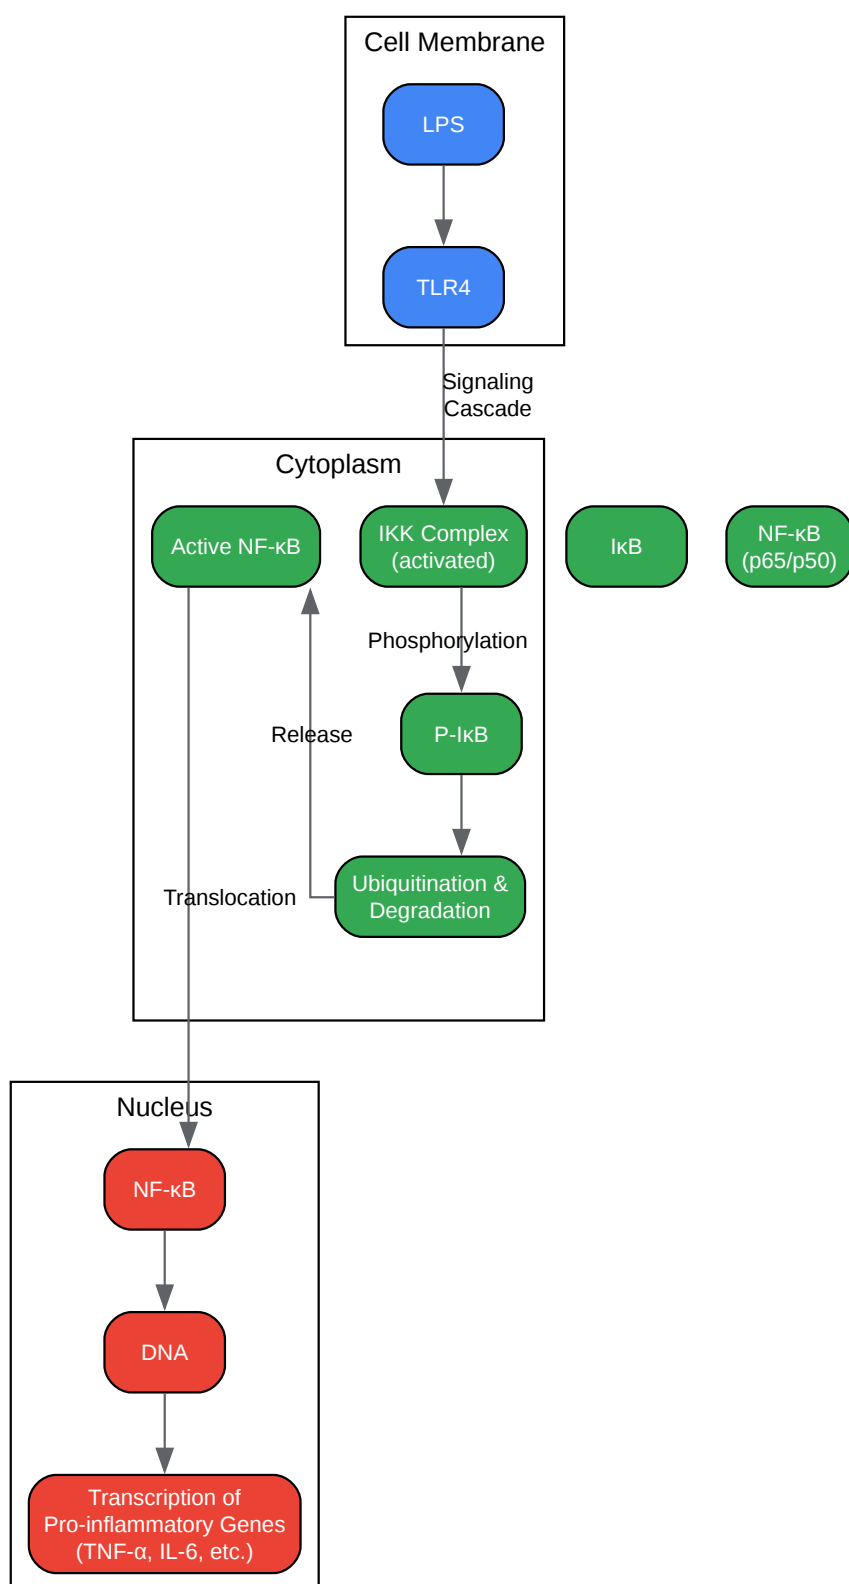 Cell Membrane
LPS
TLR4
Signaling
Cascade
Cytoplasm
Active NF-κB
IKK Complex
(activated)
IκB
NF-κB
(p65/p50)
Phosphorylation
Release
P-IκB
Translocation
Ubiquitination &
Degradation
Nucleus
NF-κB
DNA
Transcription of
Pro-inflammatory Genes
(TNF-α, IL-6, etc.)